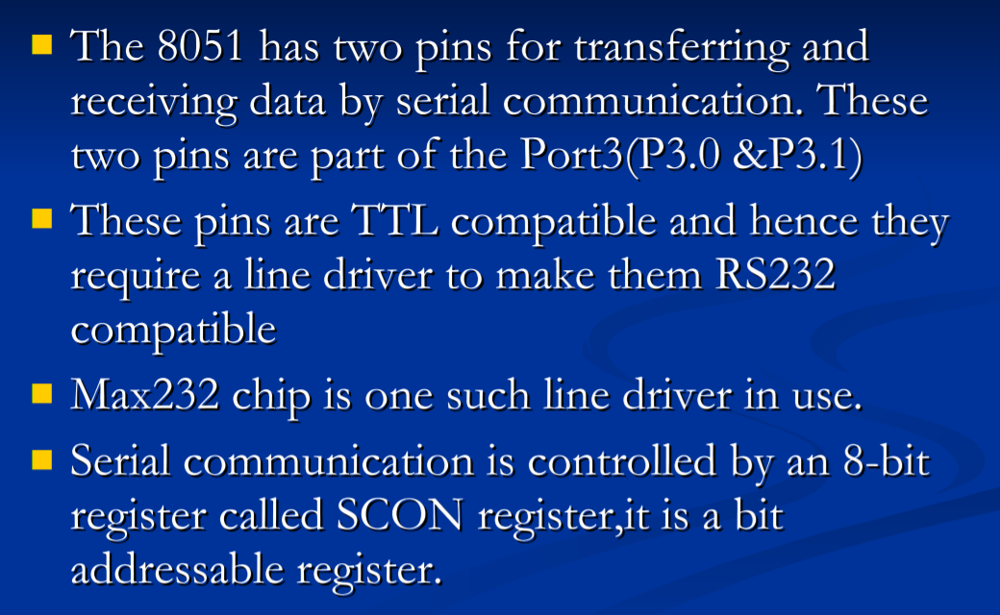 The 8051 has two pins for transferring and
receiving data by serial communication. These
two pins are part of the Port3(P3.0 &P3.1)
These pins are TTL compatible and hence they
require a line driver to make them RS232
compatible
Max232 chip is one such line driver in use.
Serial communication is controlled by an 8-bit
register called SCON register,it is a bit
addressable register.